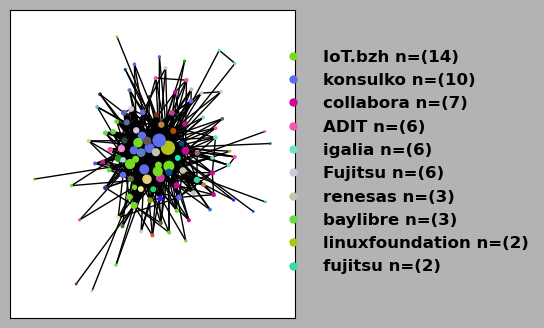 IoT.bzh n=(14)
konsulko n=(10)
collabora n=(7)
ADIT n=(6)
igalia n=(6)
Fujitsu n=(6)
renesas n=(3)
baylibre n=(3)
linuxfoundation n=(2)
fujitsu n=(2)